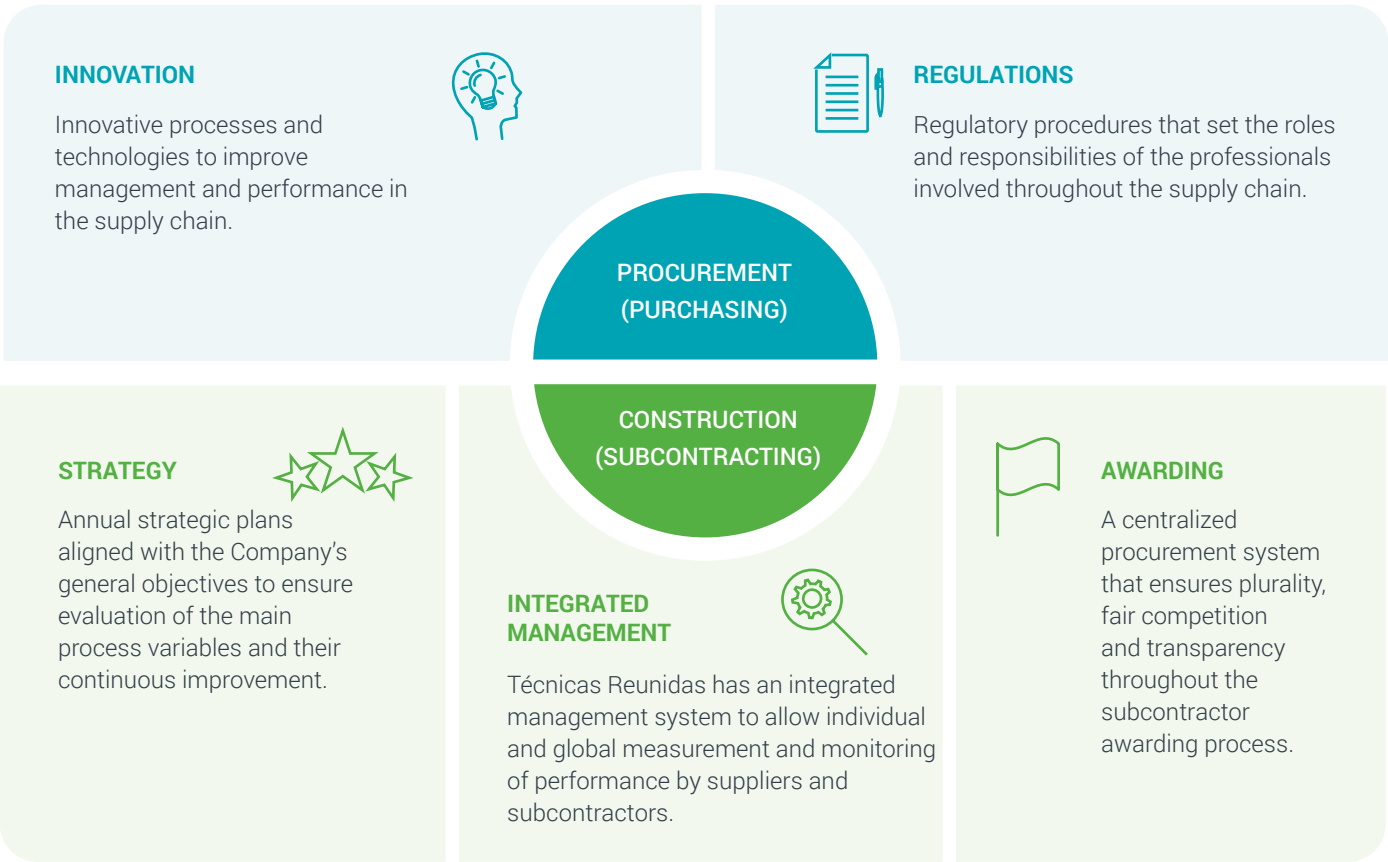 INNOVATION
Innovative processes and
technologies to improve
management and performance in
the supply chain.
REGULATIONS
Regulatory procedures that set the roles
and responsibilities of the professionals
involved throughout the supply chain.
PROCUREMENT
(PURCHASING)
CONSTRUCTION
(SUBCONTRACTING)
STRATEGY
Annual strategic plans
aligned with the Company’s
general objectives to ensure
evaluation of the main
process variables and their
continuous improvement.
INTEGRATED
MANAGEMENT
Técnicas Reunidas has an integrated
management system to allow individual
and global measurement and monitoring
of performance by suppliers and
subcontractors.
AWARDING
A centralized
procurement system
that ensures plurality,
fair competition
and transparency
throughout the
subcontractor
awarding process.